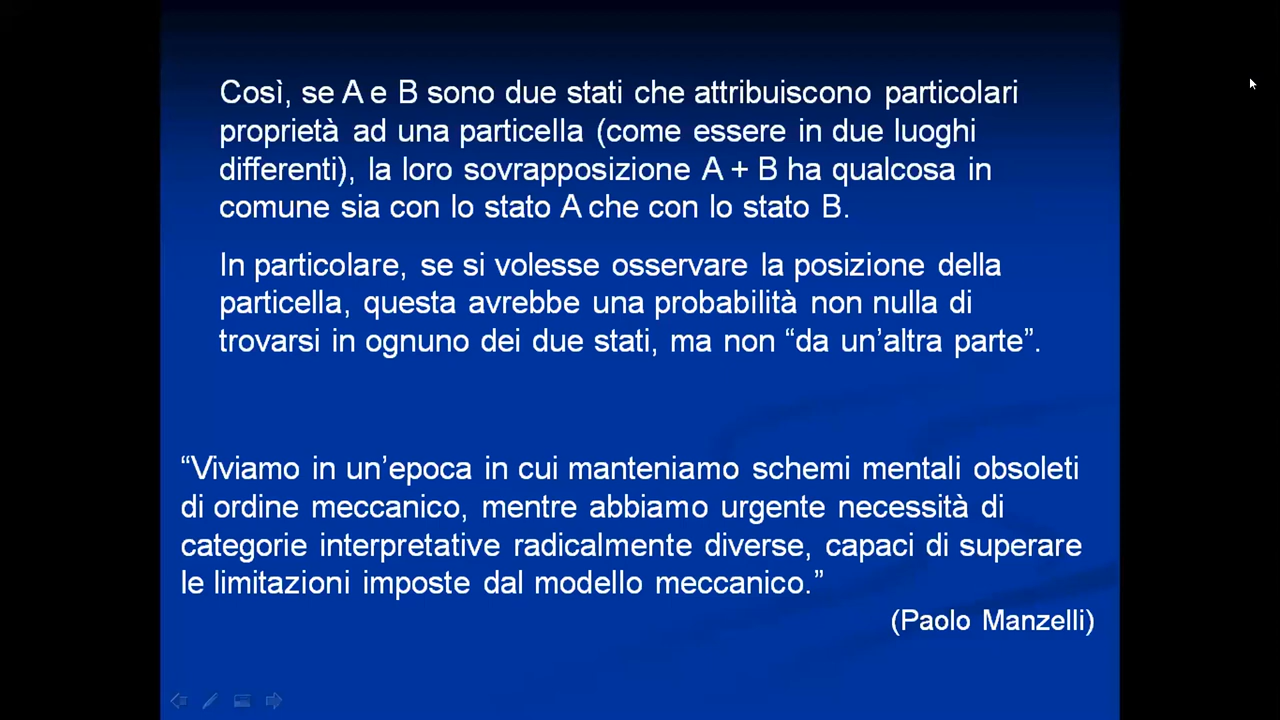 Così, se A e B sono due stati che attribuiscono particolari
proprietà ad una particella (come essere in due luoghi
differenti), la loro sovrapposizione A + B ha qualcosa in
comune sia con lo stato A che con lo stato B.
In particolare, se si volesse osservare la posizione della
particella, questa avrebbe una probabilità non nulla di
trovarsi in ognuno dei due stati, ma non “da un’altra parte”.
“Viviamo in un’epoca in cui manteniamo schemi mentali obsoleti
di ordine meccanico, mentre abbiamo urgente necessità di
categorie interpretative radicalmente diverse, capaci di superare
le limitazioni imposte dal modello meccanico.”
(Paolo Manzelli)